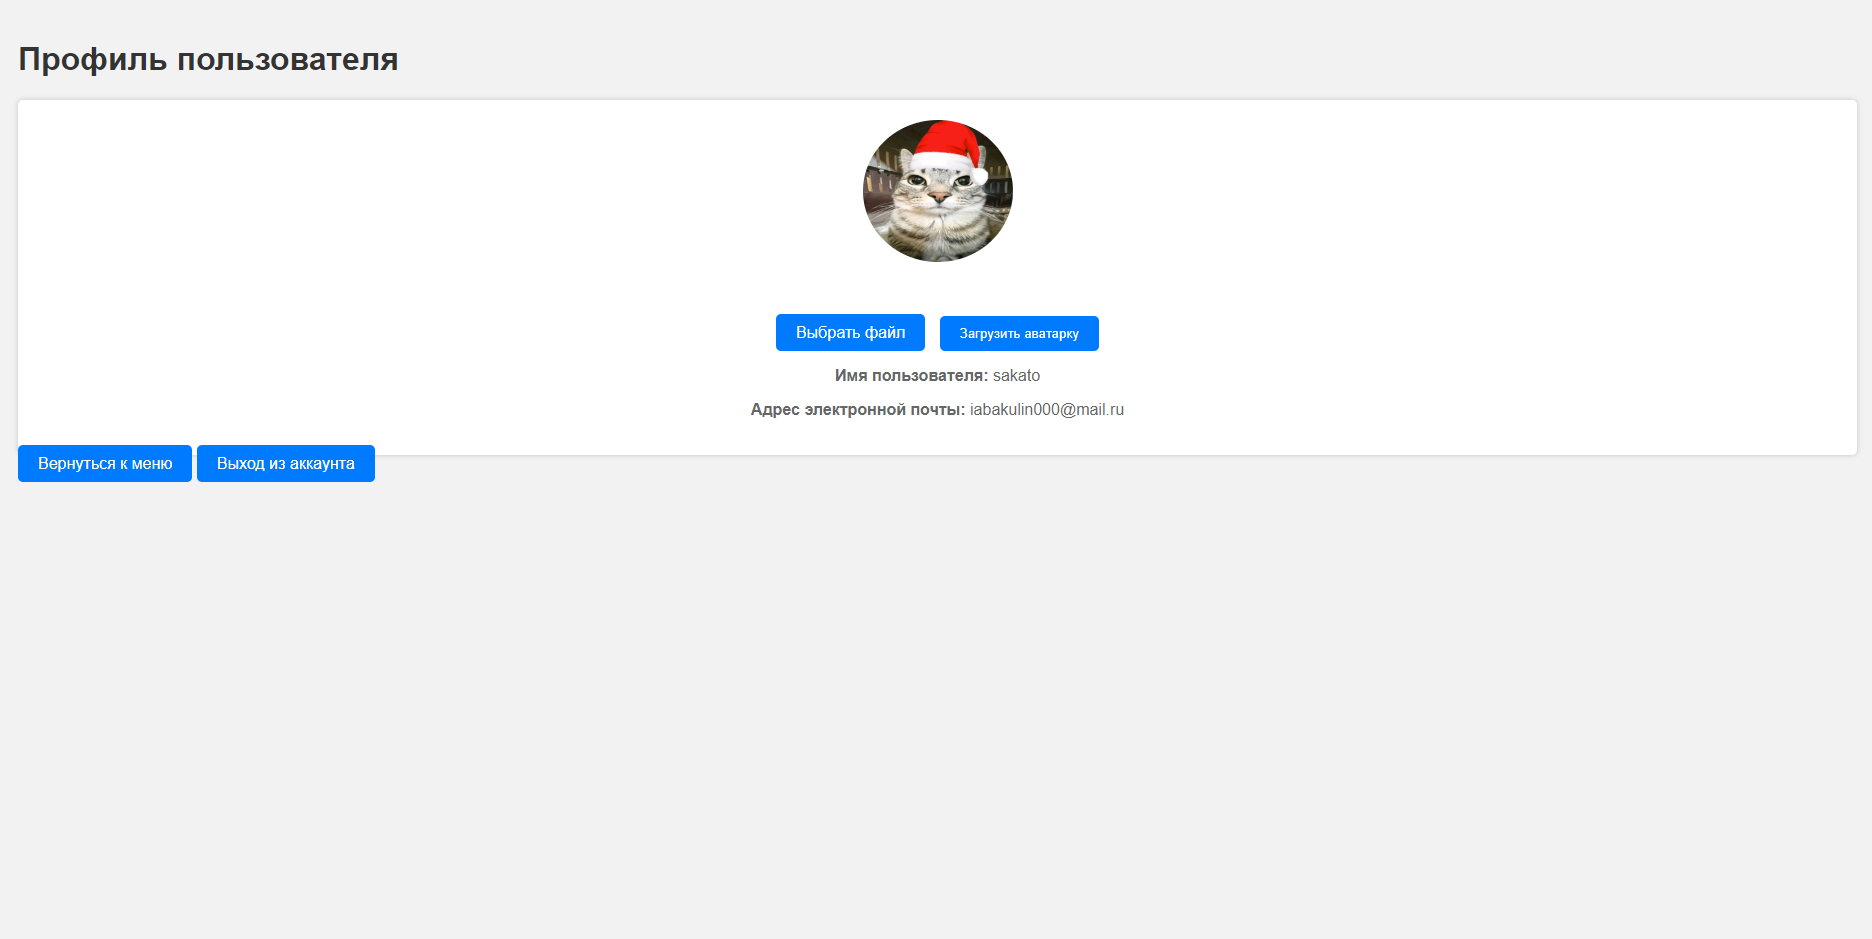 Профиль пользователя
Выбрать файл Загрузить аватарку
Имя пользователя: sakato
Адрес электронной почты: iabakulin000@mail.ru
Вернуться к меню Выход из аккаунта